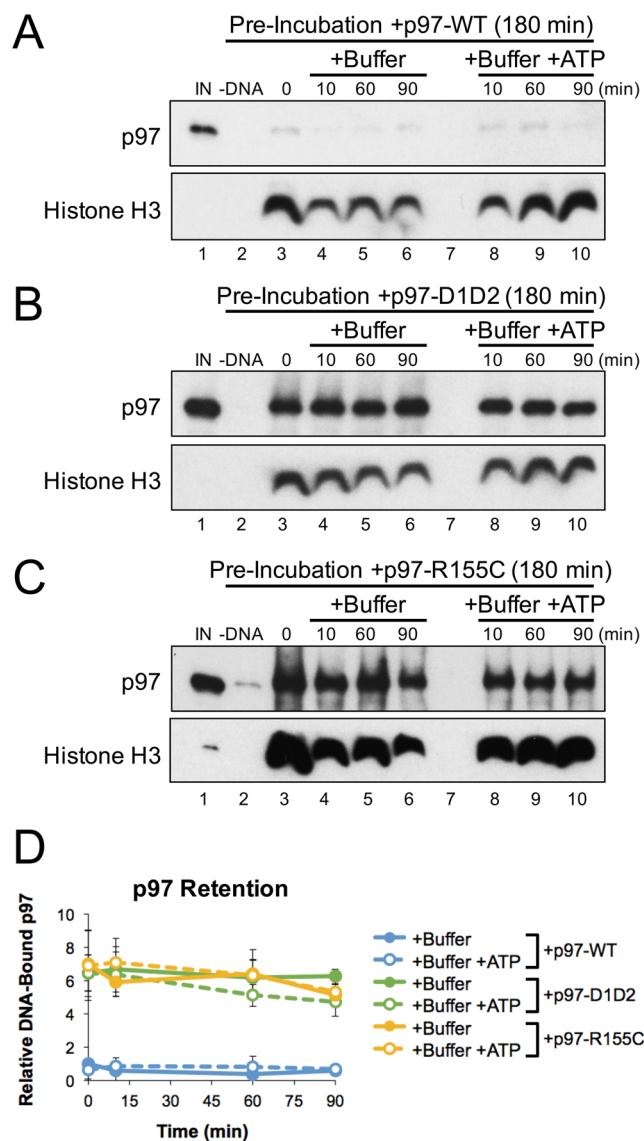 A
Pre-Incubation +p97-WT (180 min)
+Buffer +Buffer +ATP
IN -DNA 0 10 60 90 10 60 90 (min)
p97
Histone H3
1 2 3 4 5 6 7 8 9 10
B
Pre-Incubation +p97-D1D2 (180 min)
+Buffer +Buffer +ATP
IN -DNA 0 10 60 90 10 60 90 (min)
p97
Histone H3
1 2 3 4 5 6 7 8 9 10
C
Pre-Incubation +p97-R155C (180 min)
+Buffer +Buffer +ATP
IN -DNA 0 10 60 90 10 60 90 (min)
p97
Histone H3
1 2 3 4 5 6 7 8 9 10
D
p97 Retention
Relative DNA-Bound p97
10
8
6
4
2
0
0 15 30 45 60 75 90
Time (min)
+Buffer
+Buffer +ATP
+p97-WT
+Buffer
+Buffer +ATP
+p97-D1D2
+Buffer
+Buffer +ATP
+p97-R155C